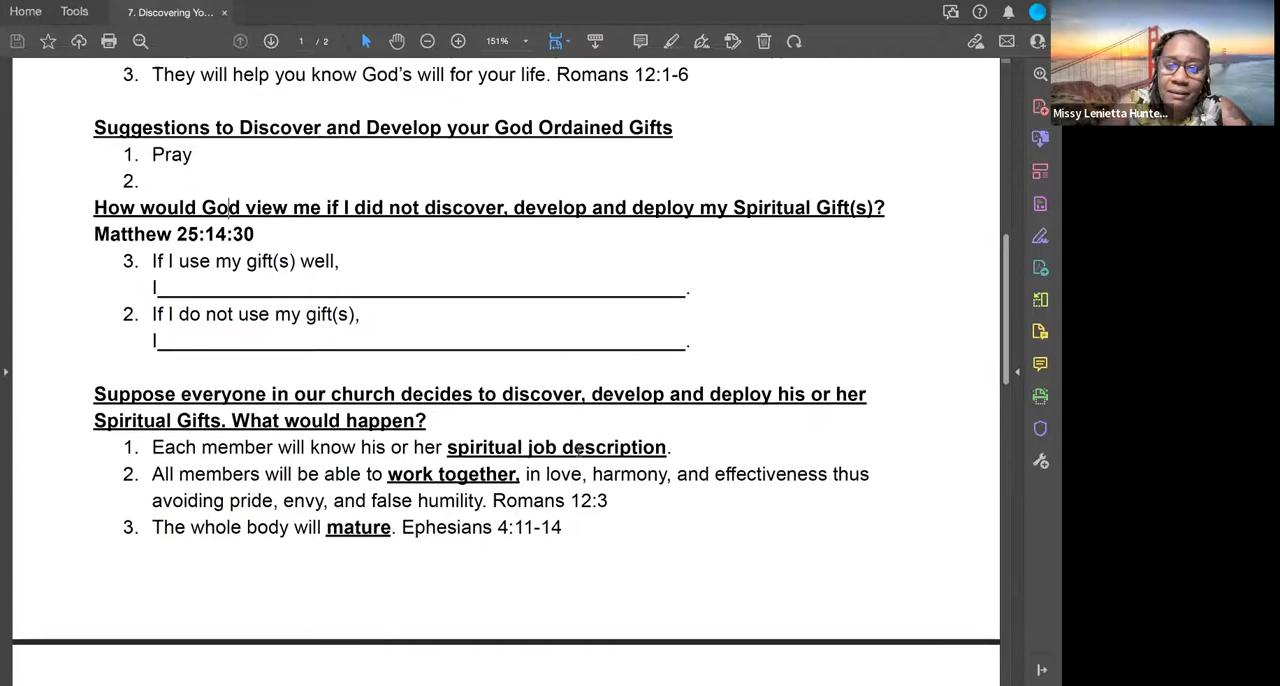 Home
Tools
7. Discovering Yo... ×
1 / 2
151%
3. They will help you know God’s will for your life. Romans 12:1-6
Suggestions to Discover and Develop your God Ordained Gifts
1. Pray
2.
How would God view me if I did not discover, develop and deploy my Spiritual Gift(s)?
Matthew 25:14:30
3. If I use my gift(s) well,
I________________________________________________.
2. If I do not use my gift(s),
I________________________________________________.
Suppose everyone in our church decides to discover, develop and deploy his or her
Spiritual Gifts. What would happen?
1. Each member will know his or her spiritual job description.
2. All members will be able to work together, in love, harmony, and effectiveness thus
avoiding pride, envy, and false humility. Romans 12:3
3. The whole body will mature. Ephesians 4:11-14
Missy Lenietta Hunte...